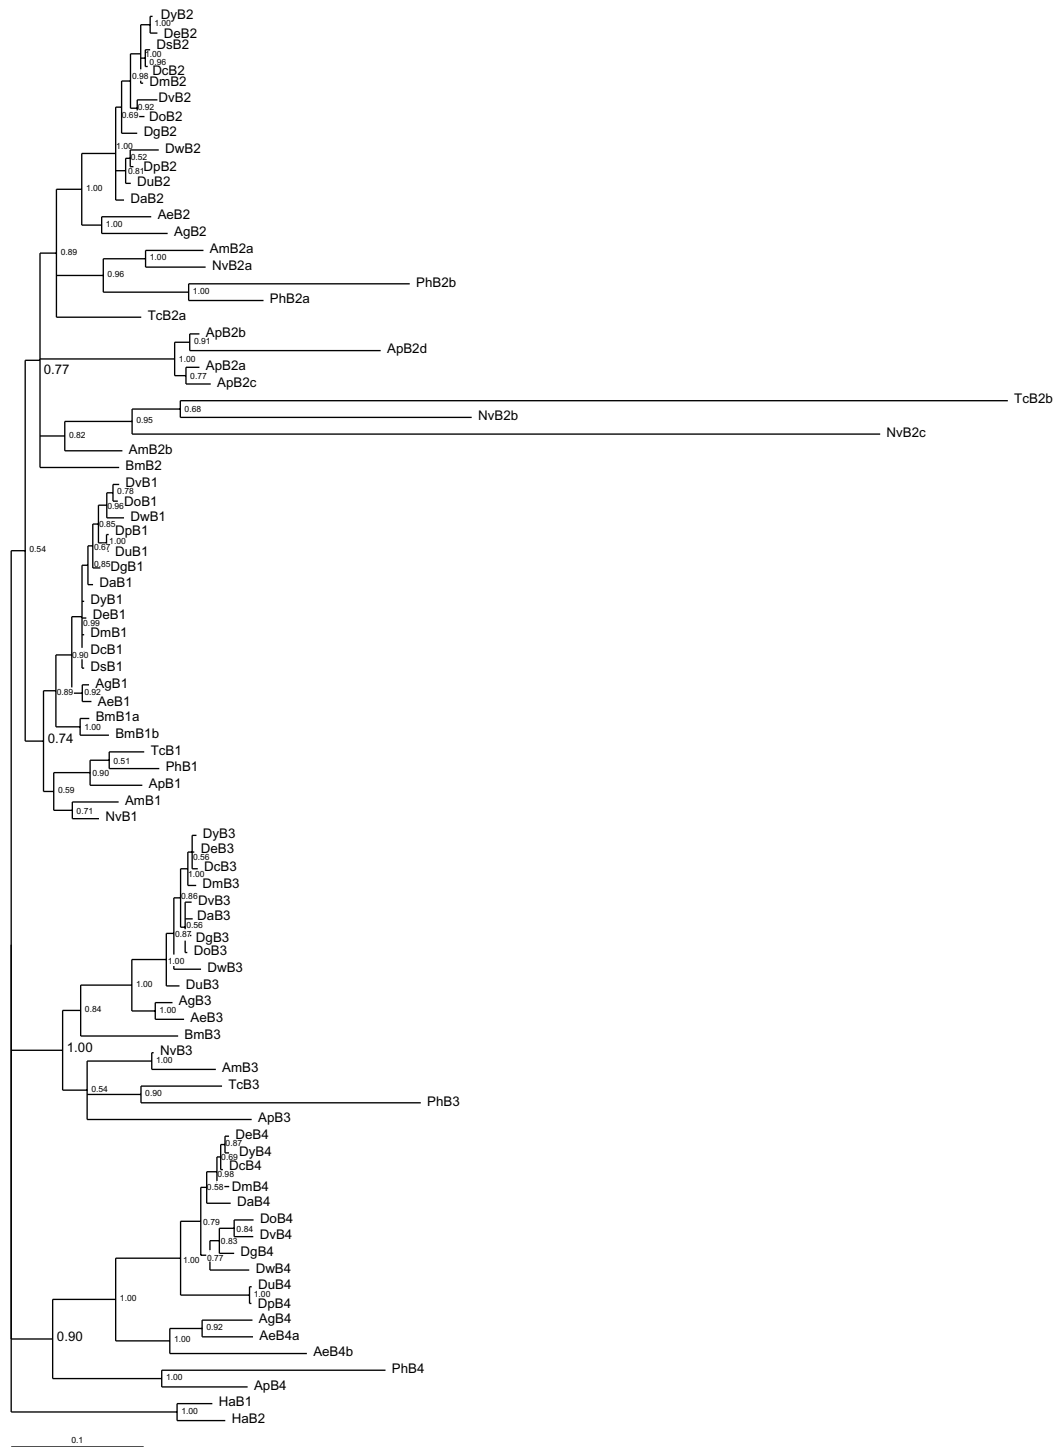 DyB2
1.00
DeB2
DsB2
1.00
0.96
DcB2
0.98
DmB2
DvB2
0.92
0.69
DoB2
DgB2
1.00
DwB2
0.52
DpB2
0.81
DuB2
1.00
DaB2
AeB2
1.00
AgB2
0.89
AmB2a
1.00
NvB2a
0.96
PhB2b
1.00
PhB2a
TcB2a
ApB2b
0.91
ApB2d
1.00
0.77
ApB2a
0.77
ApB2c
TcB2b
0.68
NvB2b
0.95
NvB2c
0.82
AmB2b
BmB2
DvB1
0.78
DoB1
0.96
DwB1
0.85
DpB1
1.00
0.67
DuB1
0.85
DgB1
0.54
DaB1
DyB1
DeB1
0.99
DmB1
DcB1
0.90
DsB1
AgB1
0.89
0.92
AeB1
BmB1a
1.00
BmB1b
0.74
TcB1
0.51
PhB1
0.90
ApB1
0.59
AmB1
0.71
NvB1
DyB3
DeB3
0.56
DcB3
1.00
DmB3
0.86
DvB3
DaB3
0.56
0.87
DgB3
DoB3
1.00
DwB3
1.00
DuB3
AgB3
1.00
AeB3
0.84
BmB3
1.00
NvB3
1.00
AmB3
TcB3
0.54
0.90
PhB3
ApB3
DeB4
0.87
DyB4
0.69
DcB4
0.98
0.58
DmB4
DaB4
DoB4
0.79
0.84
DvB4
0.83
DgB4
1.00
0.77
DwB4
DuB4
1.00
1.00
DpB4
AgB4
0.92
AeB4a
1.00
0.90
AeB4b
PhB4
1.00
ApB4
HaB1
1.00
HaB2
0.1